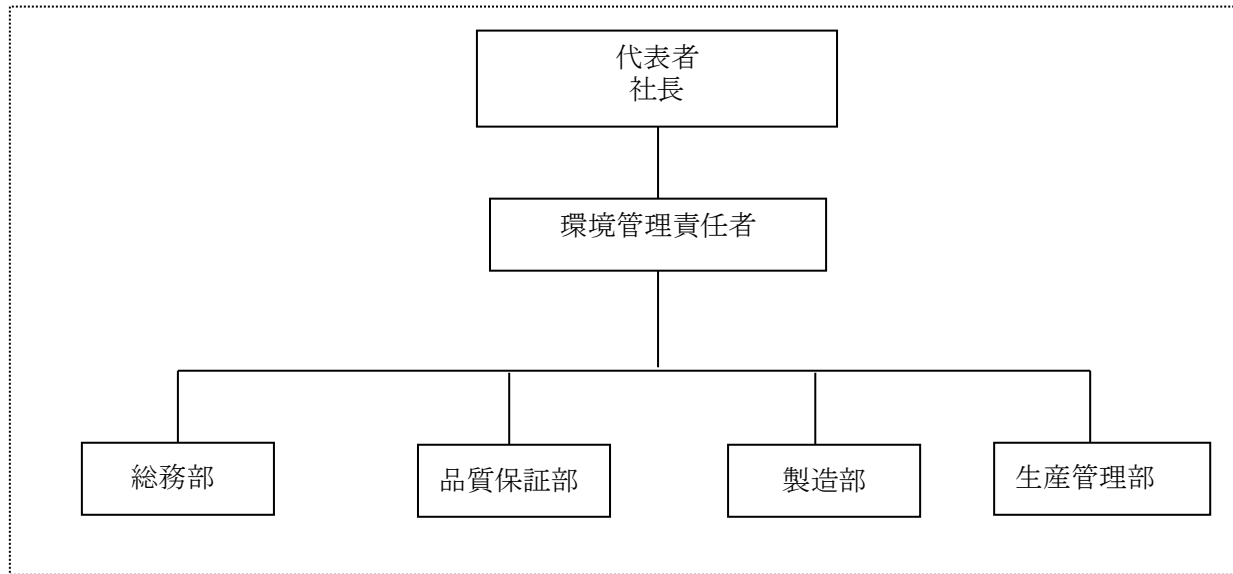 代表者
社長
環境管理責任者
総務部
品質保証部
製造部
生産管理部